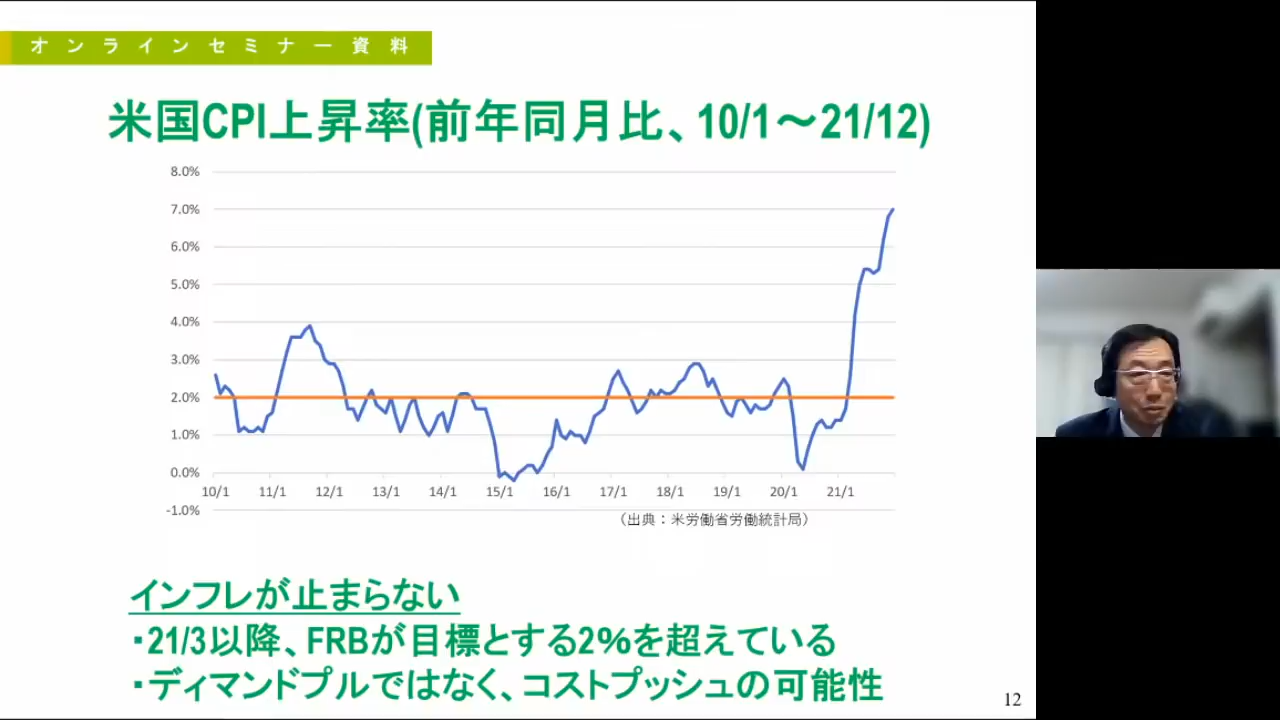 オンラインセミナー資料
米国CPI上昇率(前年同月比、10/1～21/12)
8.0%
7.0%
6.0%
5.0%
4.0%
3.0%
2.0%
1.0%
0.0%
10/1 11/1 12/1 13/1 14/1 15/1 16/1 17/1 18/1 19/1 20/1 21/1
-1.0%
（出典：米労働省労働統計局）
インフレが止まらない
・21/3以降、FRBが目標とする2%を超えている
・ディマンドプルではなく、コストプッシュの可能性
12